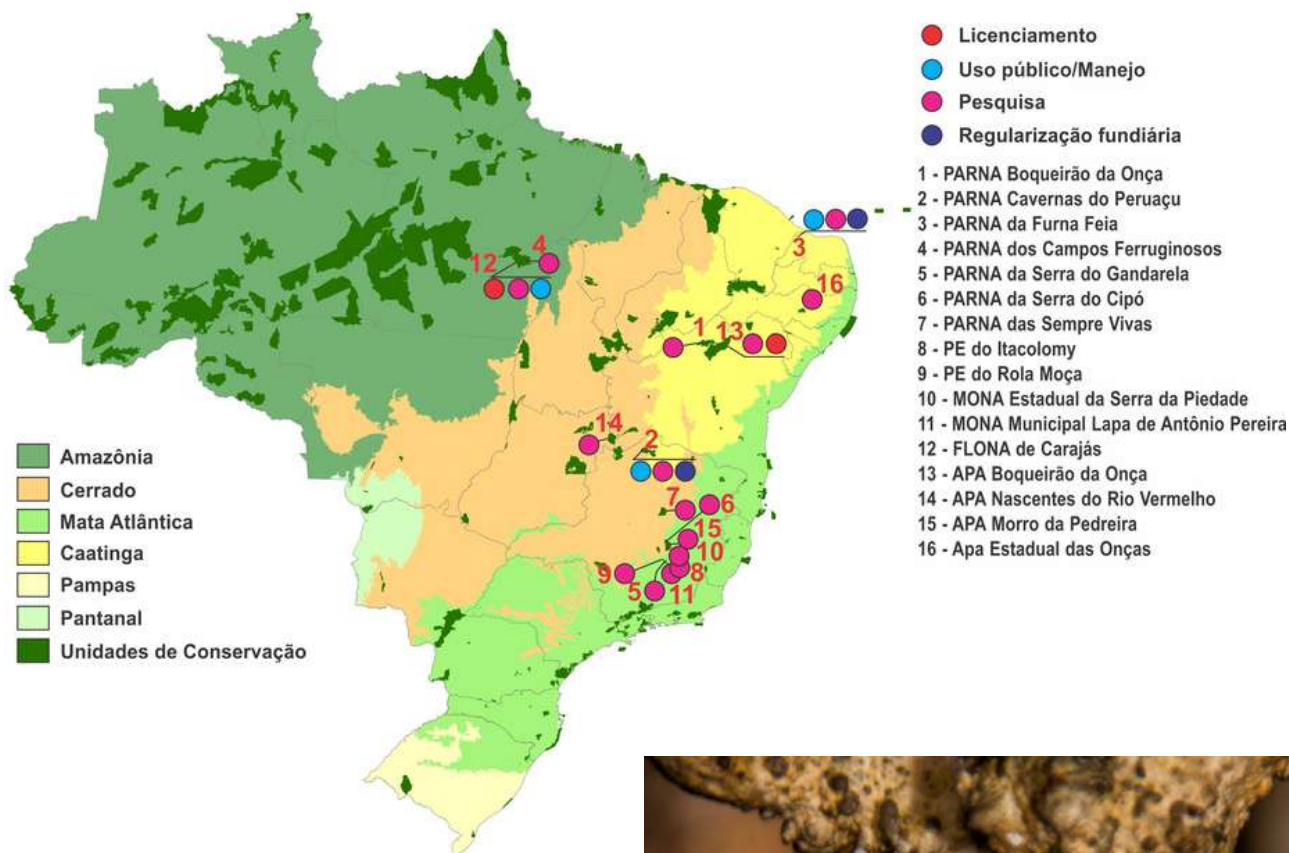 Licenciamento
Uso público/Manejo
Pesquisa
Regularização fundiária
1 - PARNA Boqueirão da Onça
2 - PARNA Cavernas do Peruaçu
3 - PARNA da Furna Feia
4 - PARNA dos Campos Ferruginosos
5 - PARNA da Serra do Gandarela
6 - PARNA da Serra do Cipó
7 - PARNA das Sempre Vivas
8 - PE do Itacolomy
9 - PE do Rola Moça
10 - MONA Estadual da Serra da Piedade
11 - MONA Municipal Lapa de Antônio Pereira
12 - FLONA de Carajás
13 - APA Boqueirão da Onça
14 - APA Nascentes do Rio Vermelho
15 - APA Morro da Pedreira
16 - Apa Estadual das Onças
3
4
12
16
1
13
14
2
7
6
15
10
9
8
5
11
Amazônia
Cerrado
Mata Atlântica
Caatinga
Pampas
Pantanal
Unidades de Conservação